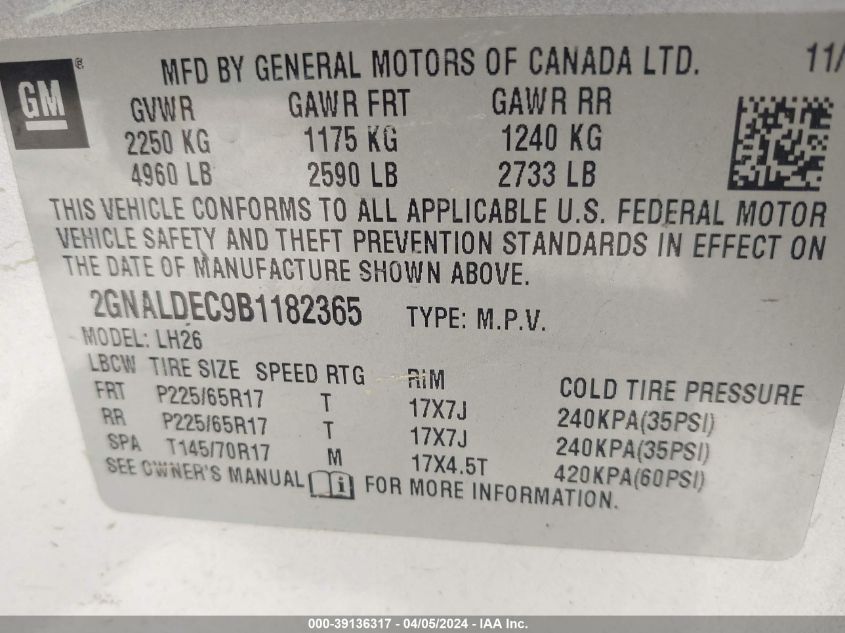 GM ® MFD BY GENERAL MOTORS OF CANADA LTD. 11/
GVWR GAWR FRT GAWR RR
2250 KG 1175 KG 1240 KG
4960 LB 2590 LB 2733 LB
THIS VEHICLE CONFORMS TO ALL APPLICABLE U.S. FEDERAL MOTOR
VEHICLE SAFETY AND THEFT PREVENTION STANDARDS IN EFFECT ON
THE DATE OF MANUFACTURE SHOWN ABOVE.
2GNALDEC9B1182365 TYPE: M.P.V.
MODEL: LH26
LBCW TIRE SIZE SPEED RTG RIM COLD TIRE PRESSURE
FRT P225/65R17 T 17X7J 240KPA(35PSI)
RR P225/65R17 T 17X7J 240KPA(35PSI)
SPA T145/70R17 M 17X4.5T 420KPA(60PSI)
SEE OWNER'S MANUAL i FOR MORE INFORMATION.
000-39136317 - 04/05/2024 - IAA Inc.